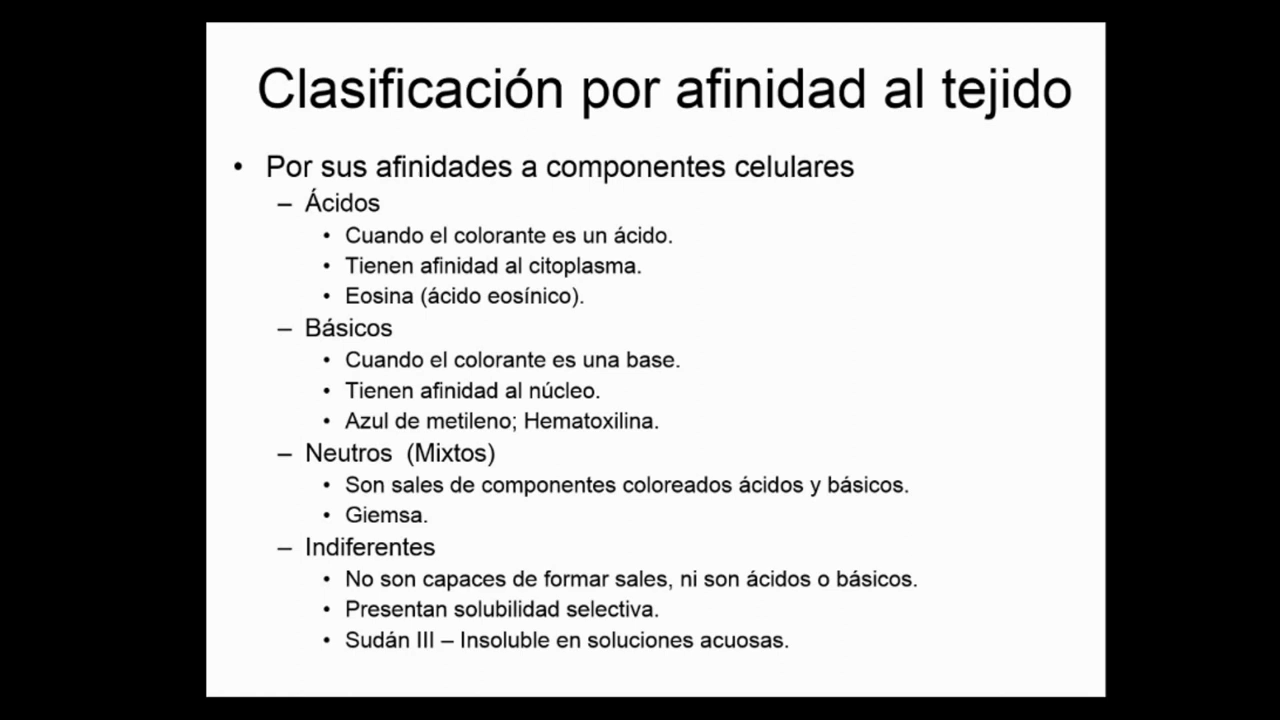 Clasificación por afinidad al tejido
• Por sus afinidades a componentes celulares
– Ácidos
• Cuando el colorante es un ácido.
• Tienen afinidad al citoplasma.
• Eosina (ácido eosínico).
– Básicos
• Cuando el colorante es una base.
• Tienen afinidad al núcleo.
• Azul de metileno; Hematoxilina.
– Neutros (Mixtos)
• Son sales de componentes coloreados ácidos y básicos.
• Giemsa.
– Indiferentes
• No son capaces de formar sales, ni son ácidos o básicos.
• Presentan solubilidad selectiva.
• Sudán III – Insoluble en soluciones acuosas.